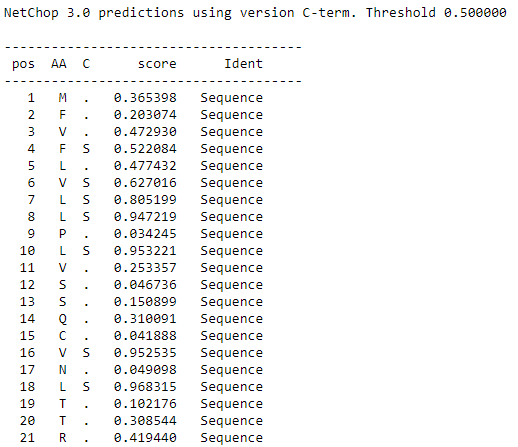 NetChop 3.0 predictions using version C-term. Threshold 0.500000
--------------------------------------
pos AA C score Ident
--------------------------------------
1 M . 0.365398 Sequence
2 F . 0.203074 Sequence
3 V . 0.472930 Sequence
4 F S 0.522084 Sequence
5 L . 0.477432 Sequence
6 V S 0.627016 Sequence
7 L S 0.805199 Sequence
8 L S 0.947219 Sequence
9 P . 0.034245 Sequence
10 L S 0.953221 Sequence
11 V . 0.253357 Sequence
12 S . 0.046736 Sequence
13 S . 0.150899 Sequence
14 Q . 0.310091 Sequence
15 C . 0.041888 Sequence
16 V S 0.952535 Sequence
17 N . 0.049098 Sequence
18 L S 0.968315 Sequence
19 T . 0.102176 Sequence
20 T . 0.308544 Sequence
21 R . 0.419440 Sequence